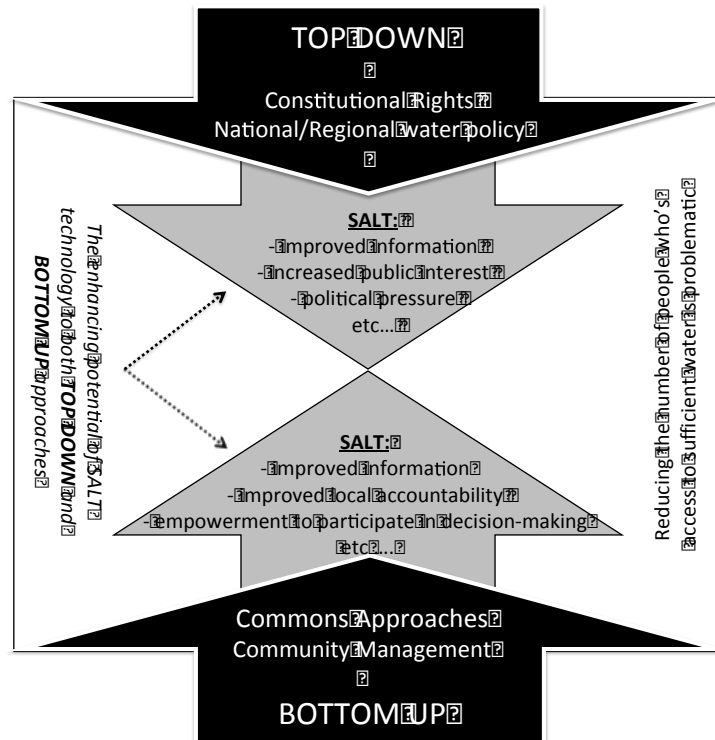 TOP DOWN
Constitutional Rights
National/Regional water policy
SALT:
- improved information
- increased public interest
- political pressure
etc...
The enhancing potential of SALT
technology to both TOP DOWN and
BOTTOM UP approaches
Reducing the number of people who's
access to sufficient water is problematic
SALT:
- improved information
- improved local accountability
- empowerment to participate in decision-making
etc ...
Commons Approaches
Community Management
BOTTOM UP